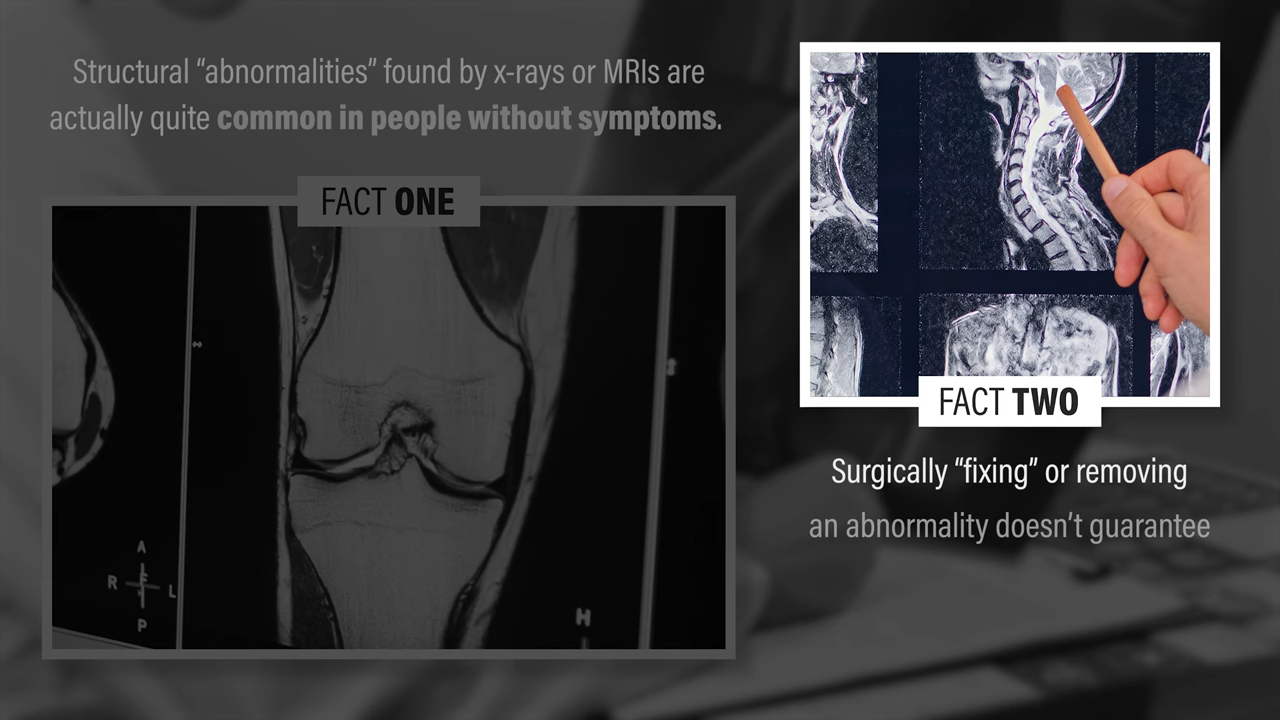 Structural “abnormalities” found by x-rays or MRIs are
actually quite common in people without symptoms.
FACT ONE
A
R
L
P
H
FACT TWO
Surgically “fixing” or removing
an abnormality doesn’t guarantee